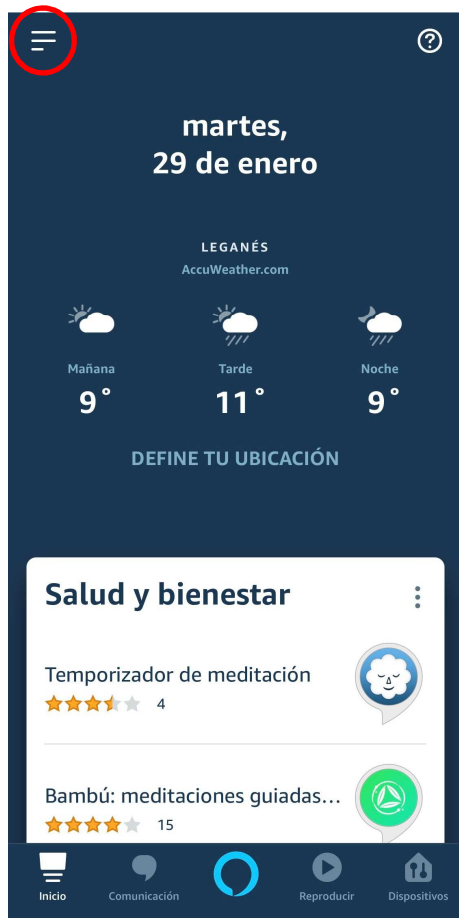 martes,
29 de enero
LEGANÉS
AccuWeather.com
Mañana Tarde Noche
9° 11° 9°
DEFINE TU UBICACIÓN
Salud y bienestar
Temporizador de meditación
4
Bambú: meditaciones guiadas...
15
Inicio Comunicación Reproducir Dispositivos